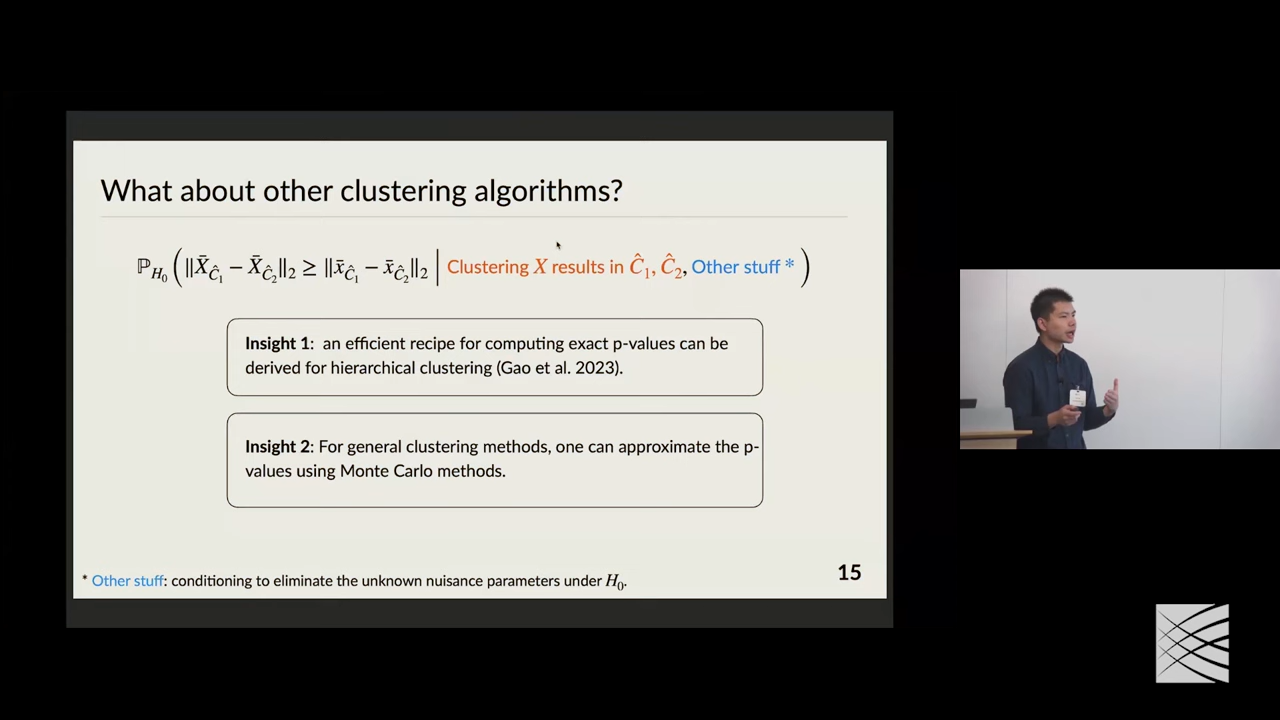 What about other clustering algorithms?
ℙ_{H₀}(‖X̄_{Ĉ₁} − X̄_{Ĉ₂}‖₂ ≥ ‖x̄_{Ĉ₁} − x̄_{Ĉ₂}‖₂ | Clustering X results in Ĉ₁, Ĉ₂, Other stuff *)
Insight 1: an efficient recipe for computing exact p-values can be
derived for hierarchical clustering (Gao et al. 2023).
Insight 2: For general clustering methods, one can approximate the p-
values using Monte Carlo methods.
* Other stuff: conditioning to eliminate the unknown nuisance parameters under H₀.
15